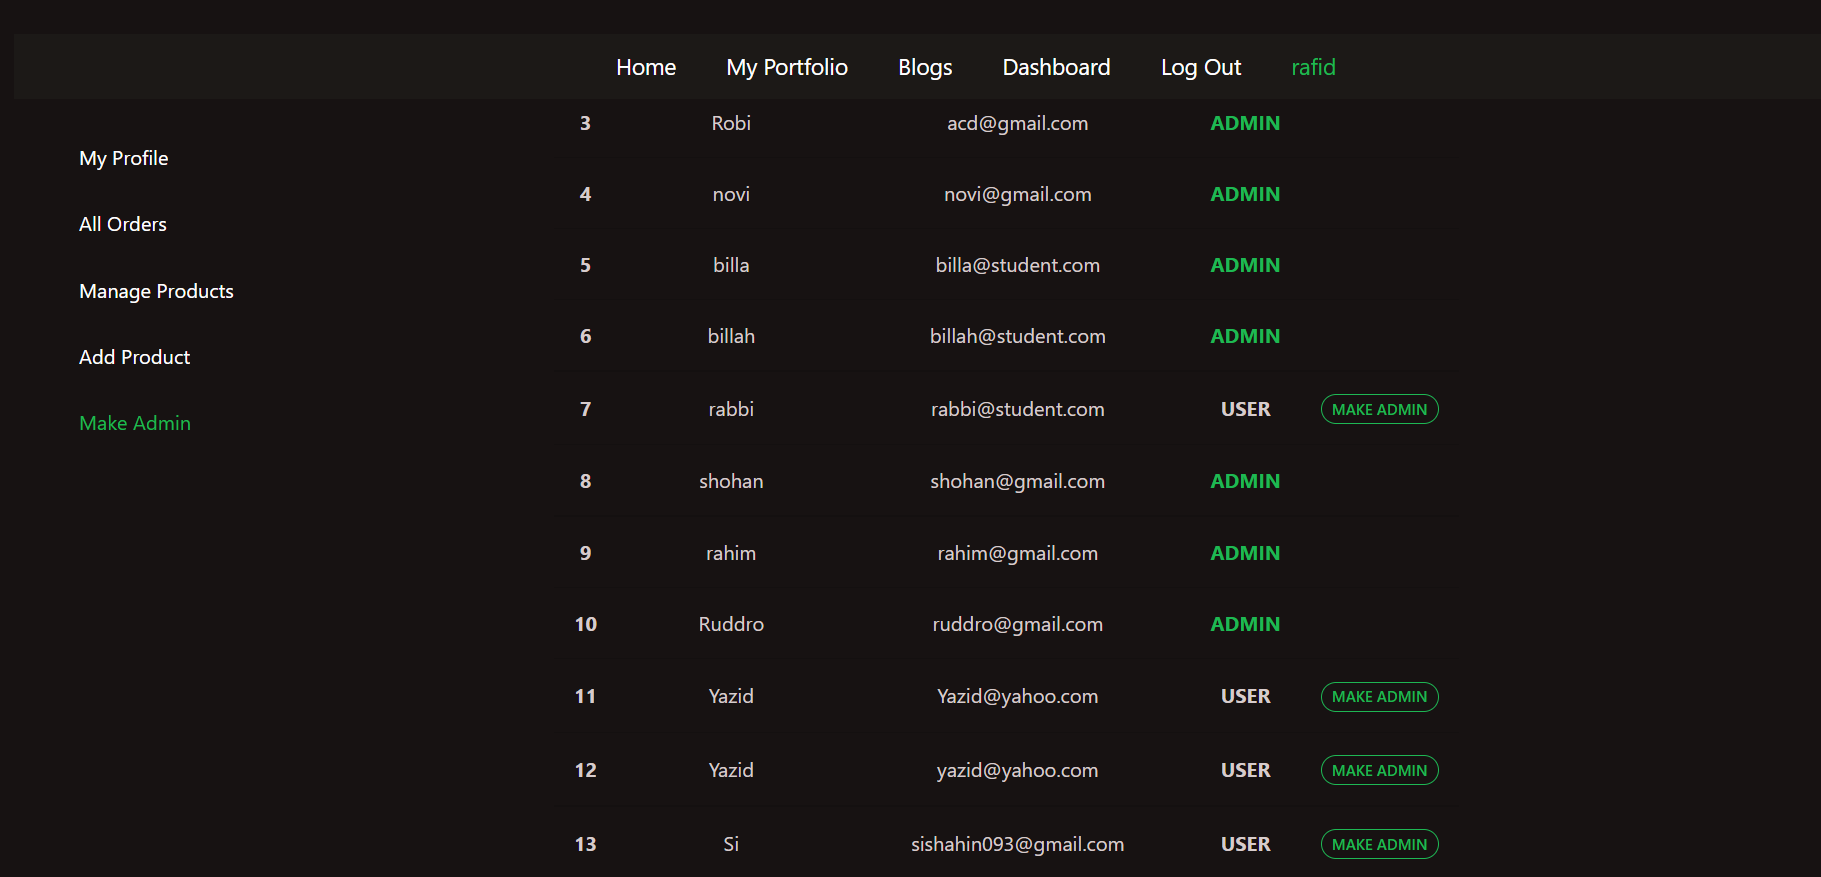 Home My Portfolio Blogs Dashboard Log Out rafid
My Profile
All Orders
Manage Products
Add Product
Make Admin
3 Robi acd@gmail.com ADMIN
4 novi novi@gmail.com ADMIN
5 billa billa@student.com ADMIN
6 billah billah@student.com ADMIN
7 rabbi rabbi@student.com USER MAKE ADMIN
8 shohan shohan@gmail.com ADMIN
9 rahim rahim@gmail.com ADMIN
10 Ruddro ruddro@gmail.com ADMIN
11 Yazid Yazid@yahoo.com USER MAKE ADMIN
12 Yazid yazid@yahoo.com USER MAKE ADMIN
13 Si sishahin093@gmail.com USER MAKE ADMIN